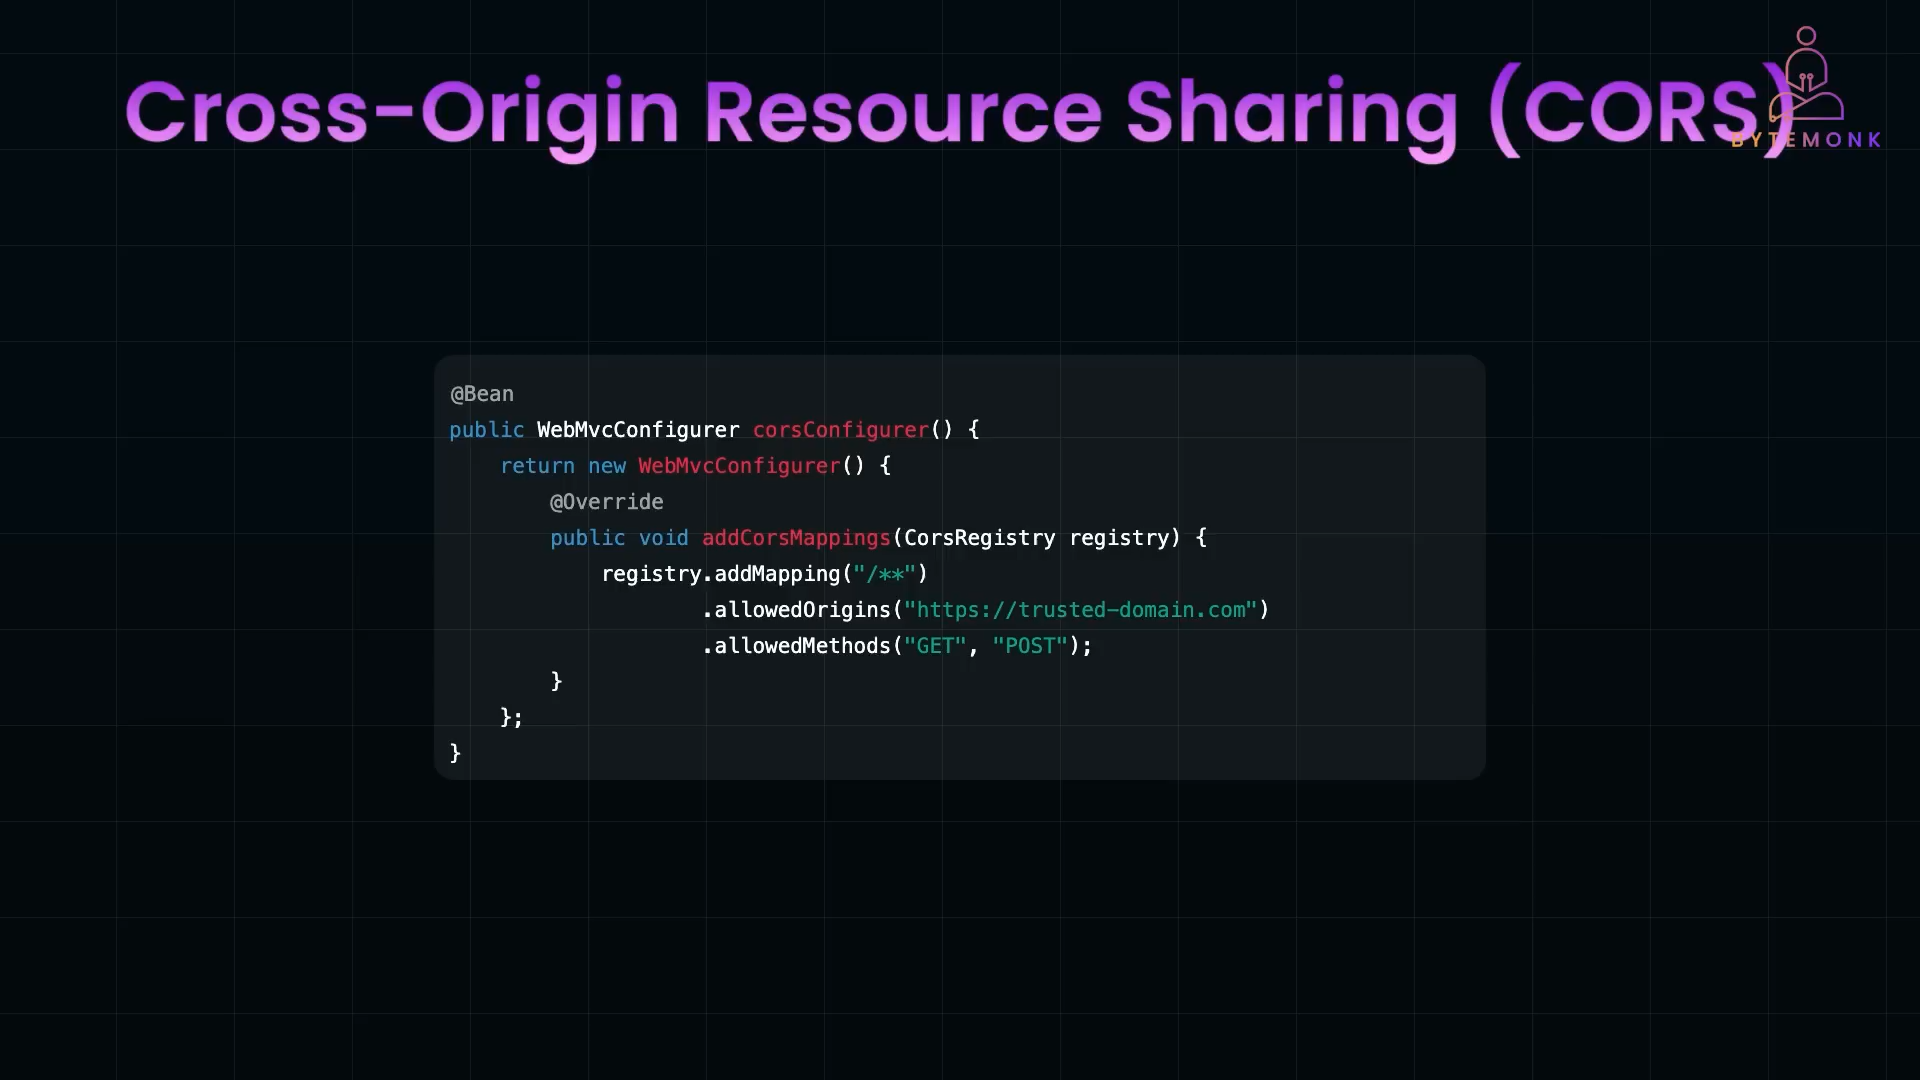 Cross-Origin Resource Sharing (CORS)
BYTEMONK
@Bean
public WebMvcConfigurer corsConfigurer() {
    return new WebMvcConfigurer() {
        @Override
        public void addCorsMappings(CorsRegistry registry) {
            registry.addMapping("/**")
                    .allowedOrigins("https://trusted-domain.com")
                    .allowedMethods("GET", "POST");
        }
    };
}